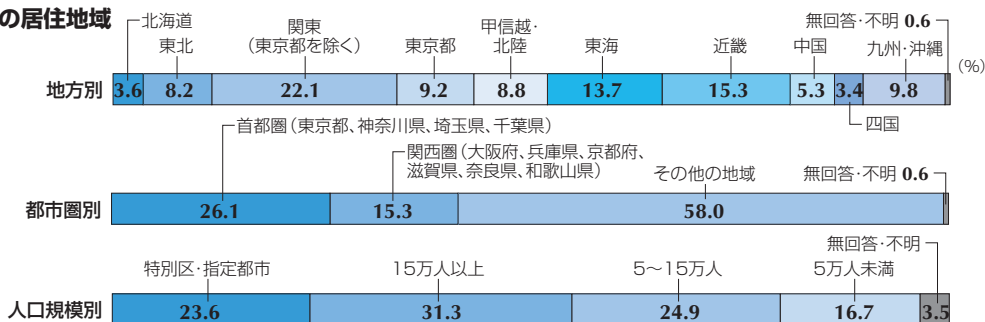 の居住地域
北海道
東北
関東
（東京都を除く）
東京都
甲信越・
北陸
東海
近畿
中国
無回答・不明 0.6
九州・沖縄
(%)
地方別 3.6 8.2 22.1 9.2 8.8 13.7 15.3 5.3 3.4 9.8
四国
首都圏（東京都、神奈川県、埼玉県、千葉県）
関西圏（大阪府、兵庫県、京都府、
滋賀県、奈良県、和歌山県）
その他の地域
無回答・不明 0.6
都市圏別 26.1 15.3 58.0
無回答・不明
特別区・指定都市 15万人以上 5〜15万人 5万人未満
人口規模別 23.6 31.3 24.9 16.7 3.5